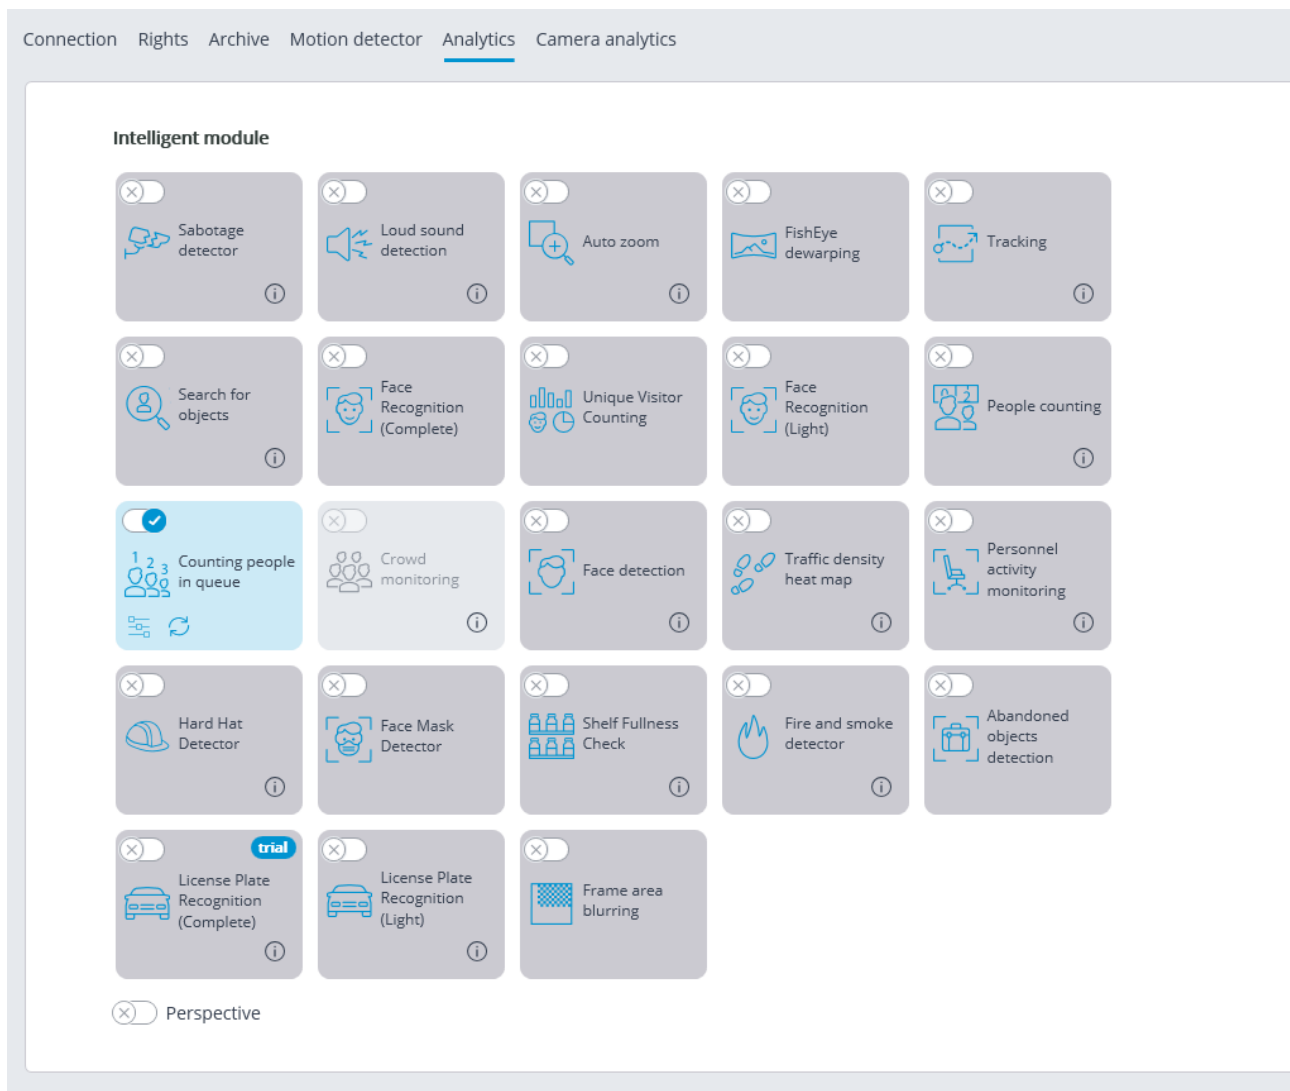 Connection Rights Archive Motion detector Analytics Camera analytics
Intelligent module
Sabotage
detector
Loud sound
detection
Auto zoom
FishEye
dewarping
Tracking
Search for
objects
Face
Recognition
(Complete)
Unique Visitor
Counting
Face
Recognition
(Light)
People counting
Counting people
in queue
Crowd
monitoring
Face detection
Traffic density
heat map
Personnel
activity
monitoring
Hard Hat
Detector
Face Mask
Detector
Shelf Fullness
Check
Fire and smoke
detector
Abandoned
objects
detection
trial
License Plate
Recognition
(Complete)
License Plate
Recognition
(Light)
Frame area
blurring
Perspective